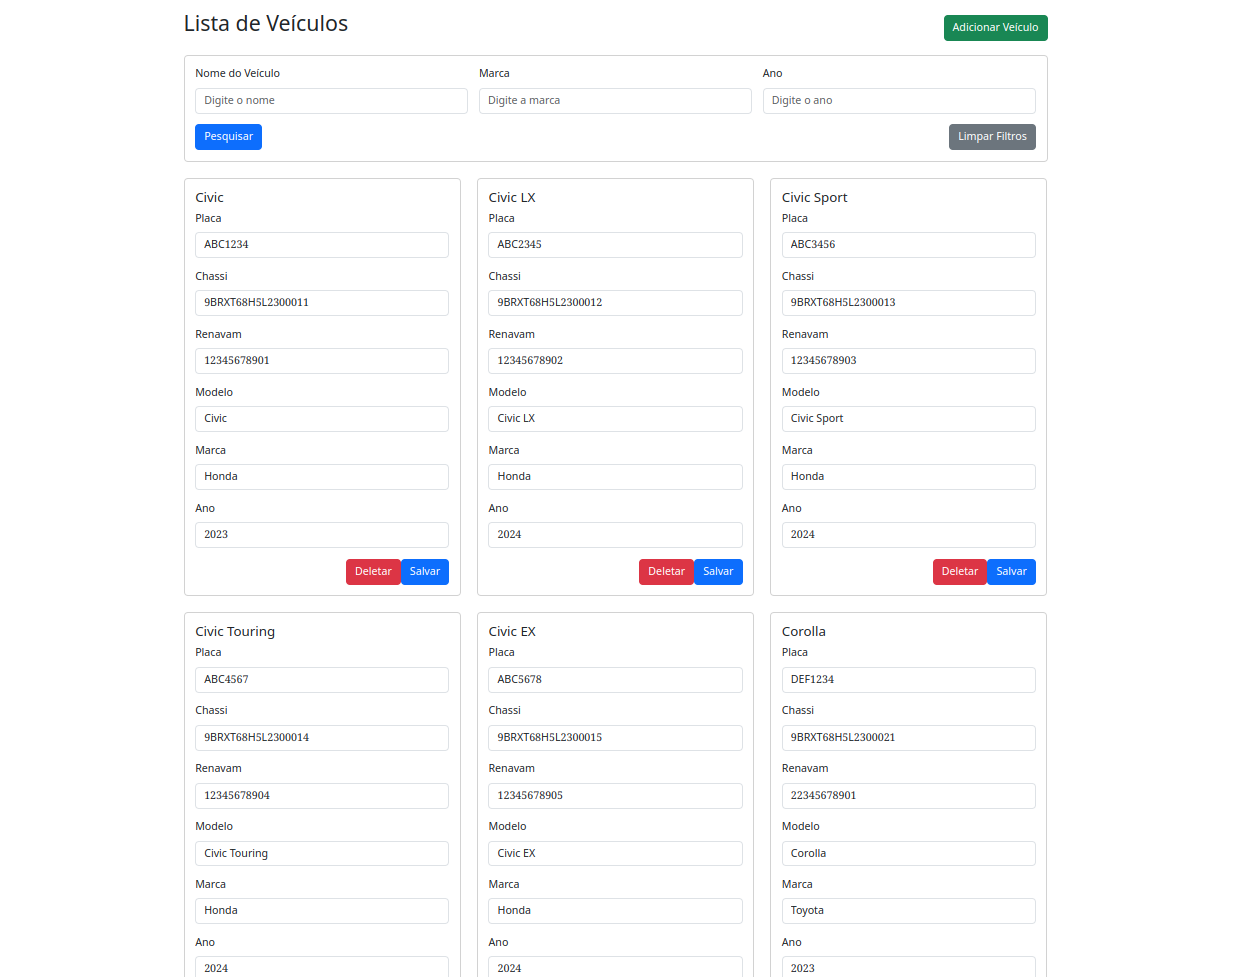 Lista de Veículos
Adicionar Veículo
Nome do Veículo
Marca
Ano
Digite o nome
Digite a marca
Digite o ano
Pesquisar
Limpar Filtros
Civic
Placa
ABC1234
Chassi
9BRXT68H5L2300011
Renavam
12345678901
Modelo
Civic
Marca
Honda
Ano
2023
Deletar
Salvar
Civic LX
Placa
ABC2345
Chassi
9BRXT68H5L2300012
Renavam
12345678902
Modelo
Civic LX
Marca
Honda
Ano
2024
Deletar
Salvar
Civic Sport
Placa
ABC3456
Chassi
9BRXT68H5L2300013
Renavam
12345678903
Modelo
Civic Sport
Marca
Honda
Ano
2024
Deletar
Salvar
Civic Touring
Placa
ABC4567
Chassi
9BRXT68H5L2300014
Renavam
12345678904
Modelo
Civic Touring
Marca
Honda
Ano
2024
Civic EX
Placa
ABC5678
Chassi
9BRXT68H5L2300015
Renavam
12345678905
Modelo
Civic EX
Marca
Honda
Ano
2024
Corolla
Placa
DEF1234
Chassi
9BRXT68H5L2300021
Renavam
22345678901
Modelo
Corolla
Marca
Toyota
Ano
2023